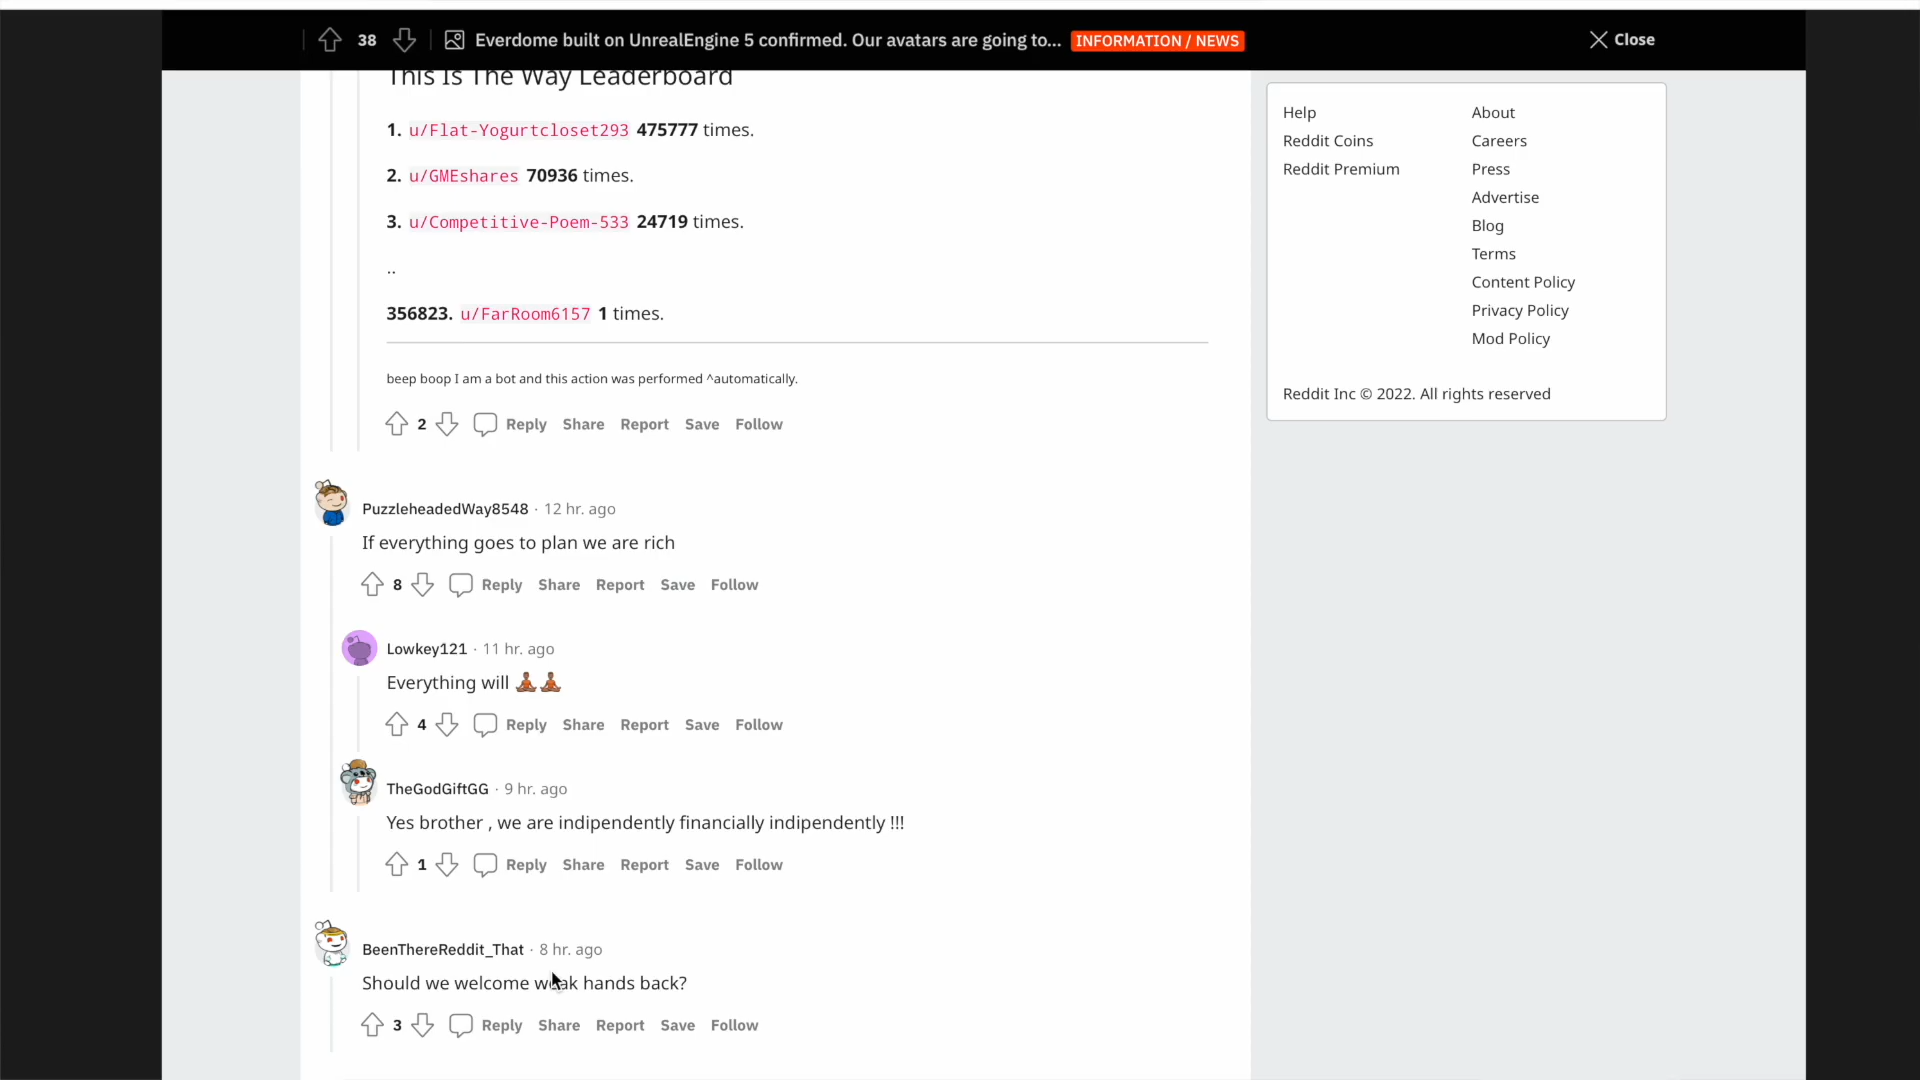 38 Everdome built on UnrealEngine 5 confirmed. Our avatars are going to... INFORMATION / NEWS Close
This Is The Way Leaderboard
1. u/Flat-Yogurtcloset293 475777 times.
2. u/GMEshares 70936 times.
3. u/Competitive-Poem-533 24719 times.
..
356823. u/FarRoom6157 1 times.
beep boop I am a bot and this action was performed ^automatically.
2 Reply Share Report Save Follow
PuzzleheadedWay8548 · 12 hr. ago
If everything goes to plan we are rich
8 Reply Share Report Save Follow
Lowkey121 · 11 hr. ago
Everything will 🧘🏾🧘🏾
4 Reply Share Report Save Follow
TheGodGiftGG · 9 hr. ago
Yes brother , we are indipendently financially indipendently !!!
1 Reply Share Report Save Follow
BeenThereReddit_That · 8 hr. ago
Should we welcome weak hands back?
3 Reply Share Report Save Follow
Help
Reddit Coins
Reddit Premium
About
Careers
Press
Advertise
Blog
Terms
Content Policy
Privacy Policy
Mod Policy
Reddit Inc © 2022. All rights reserved